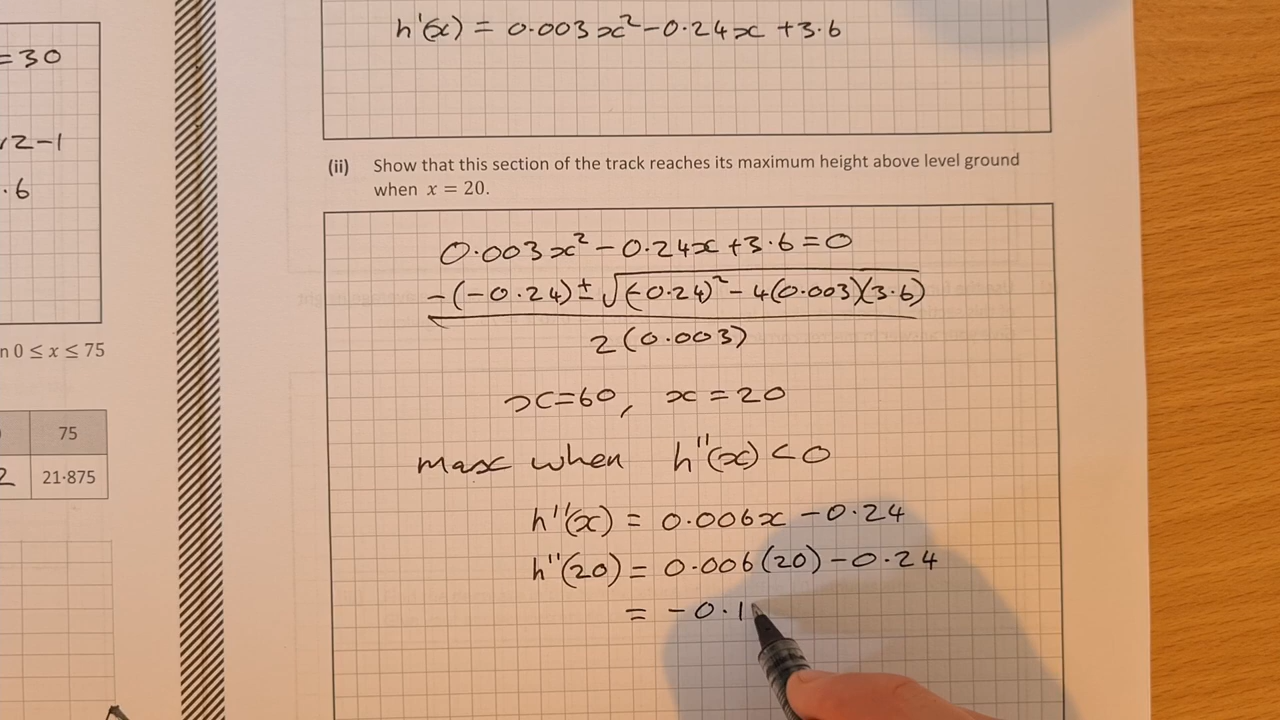 h'(x) = 0.003x² - 0.24x + 3.6
=30
√2-1
.6
(ii) Show that this section of the track reaches its maximum height above level ground
when x = 20.
0.003x² - 0.24x + 3.6 = 0
-(-0.24) ± √(-0.24)² - 4(0.003)(3.6)
2(0.003)
x=60, x=20
max when h''(x) < 0
h''(x) = 0.006x - 0.24
h''(20) = 0.006(20) - 0.24
= -0.1
0 ≤ x ≤ 75
75
2 21·875